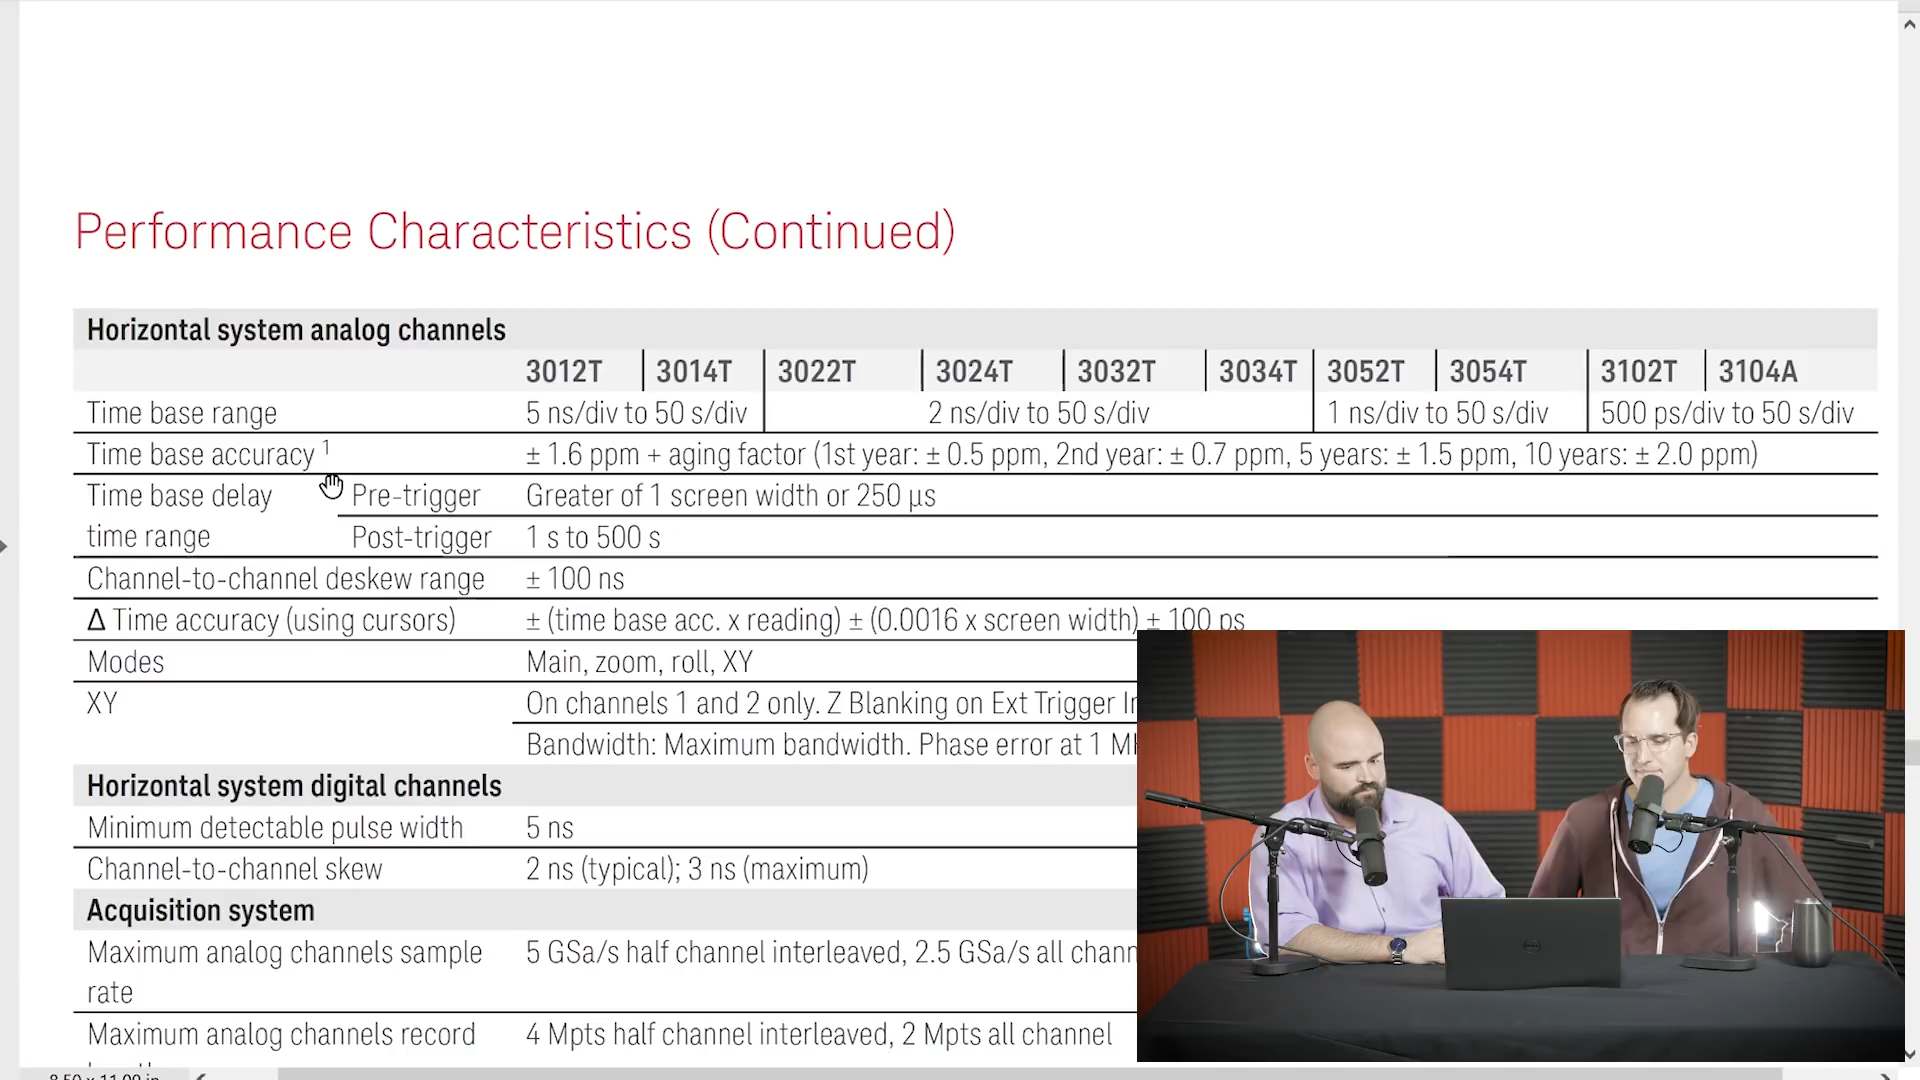 Performance Characteristics (Continued)
Horizontal system analog channels
3012T 3014T 3022T 3024T 3032T 3034T 3052T 3054T 3102T 3104A
Time base range 5 ns/div to 50 s/div 2 ns/div to 50 s/div 1 ns/div to 50 s/div 500 ps/div to 50 s/div
Time base accuracy 1 ± 1.6 ppm + aging factor (1st year: ± 0.5 ppm, 2nd year: ± 0.7 ppm, 5 years: ± 1.5 ppm, 10 years: ± 2.0 ppm)
Time base delay Pre-trigger Greater of 1 screen width or 250 µs
time range Post-trigger 1 s to 500 s
Channel-to-channel deskew range ± 100 ns
Δ Time accuracy (using cursors) ± (time base acc. x reading) ± (0.0016 x screen width) ± 100 ps
Modes Main, zoom, roll, XY
XY On channels 1 and 2 only. Z Blanking on Ext Trigger
Bandwidth: Maximum bandwidth. Phase error at 1
Horizontal system digital channels
Minimum detectable pulse width 5 ns
Channel-to-channel skew 2 ns (typical); 3 ns (maximum)
Acquisition system
Maximum analog channels sample 5 GSa/s half channel interleaved, 2.5 GSa/s all
rate
Maximum analog channels record 4 Mpts half channel interleaved, 2 Mpts all channel
8.50 x 11.00 in